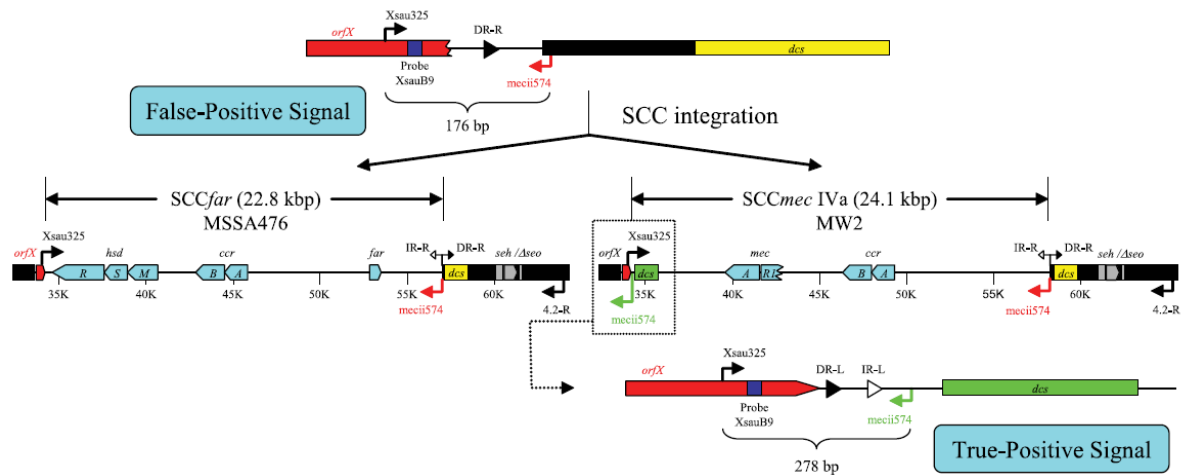 Xsau325
orfX
DR-R
dcs
Probe
XsauB9
mecii574
False-Positive Signal
176 bp
SCC integration
SCCfar (22.8 kbp)
MSSA476
Xsau325
orfX
hsd
ccr
far
IR-R
DR-R
seh /Δseo
R
S
M
B
A
dcs
35K
40K
45K
50K
55K
60K
mecii574
4.2-R
SCCmec IVa (24.1 kbp)
MW2
orfX
Xsau325
mec
ccr
IR-R
DR-R
seh /Δseo
dcs
A
R1
B
A
dcs
35K
40K
45K
50K
55K
60K
mecii574
mecii574
4.2-R
Xsau325
orfX
DR-L
IR-L
dcs
Probe
XsauB9
mecii574
278 bp
True-Positive Signal